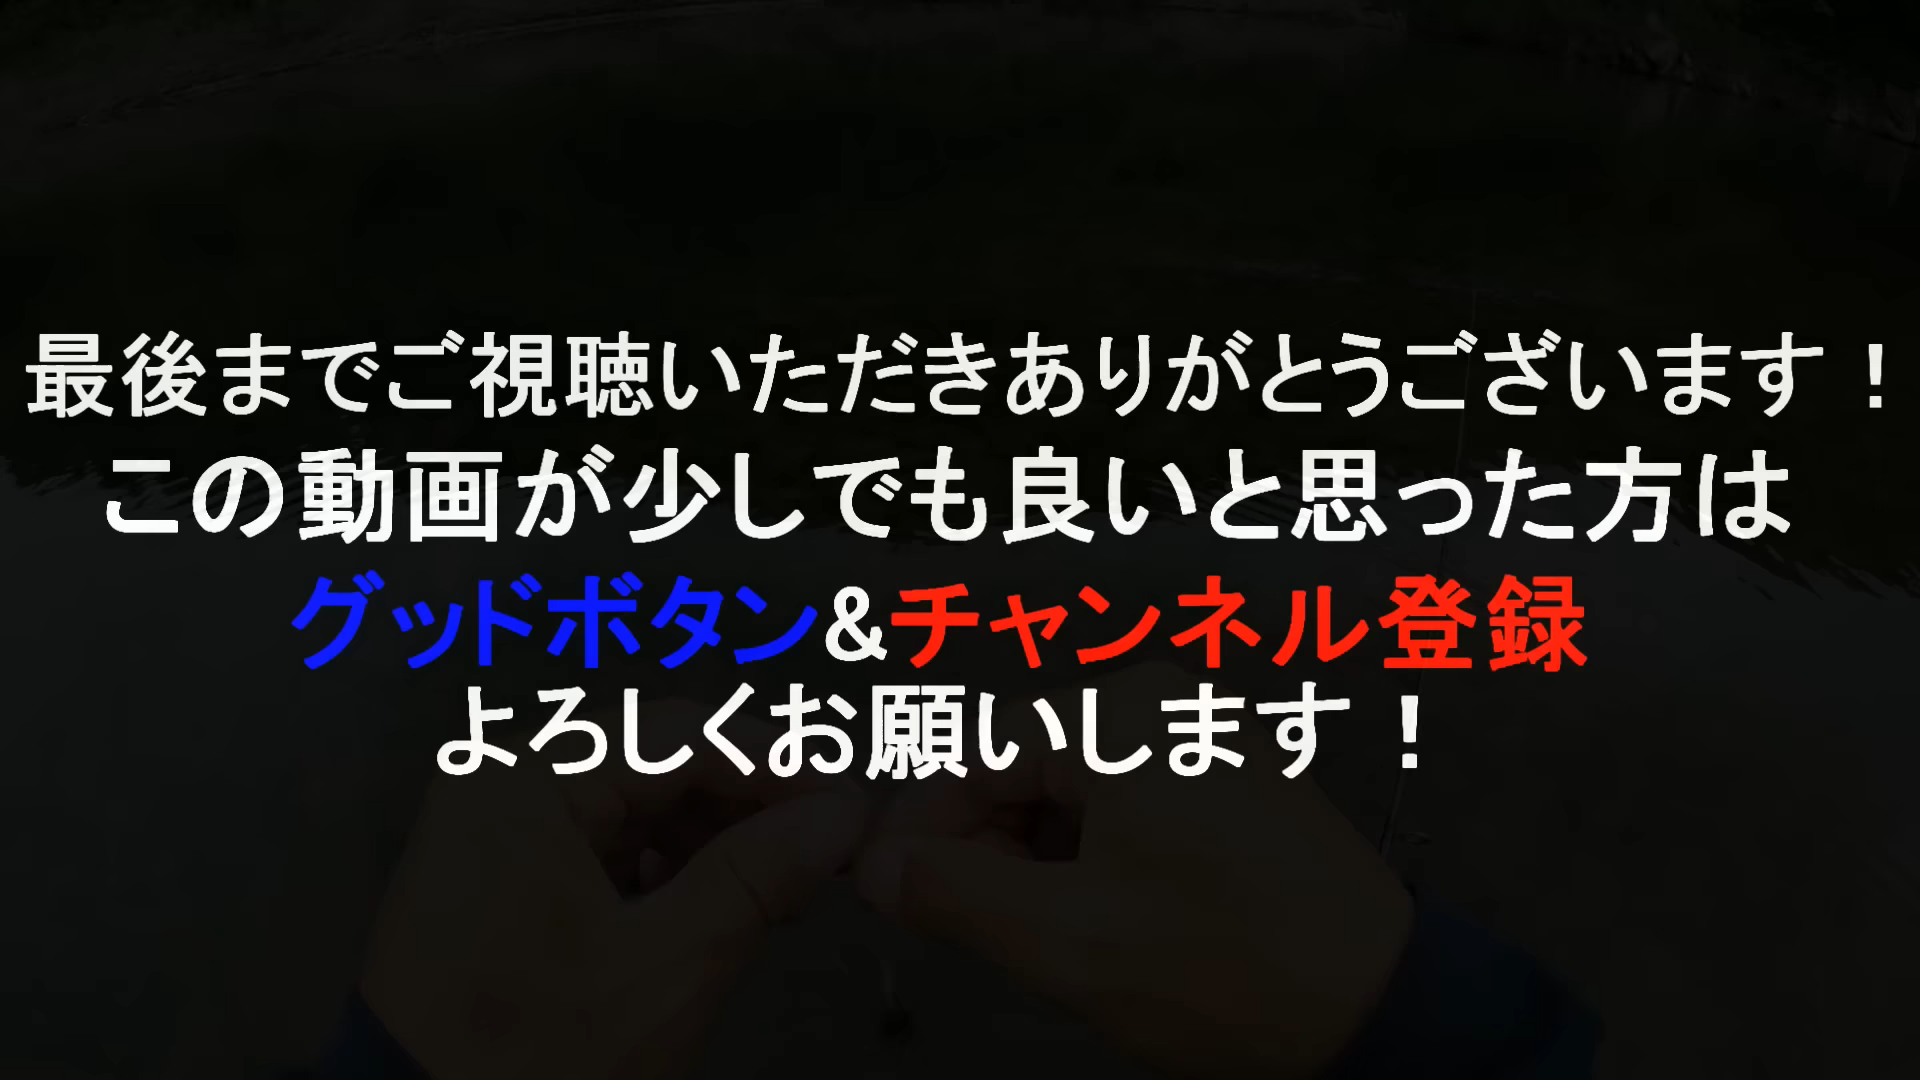 最後までご視聴いただきありがとうございます！
この動画が少しでも良いと思った方は
グッドボタン&チャンネル登録
よろしくお願いします！